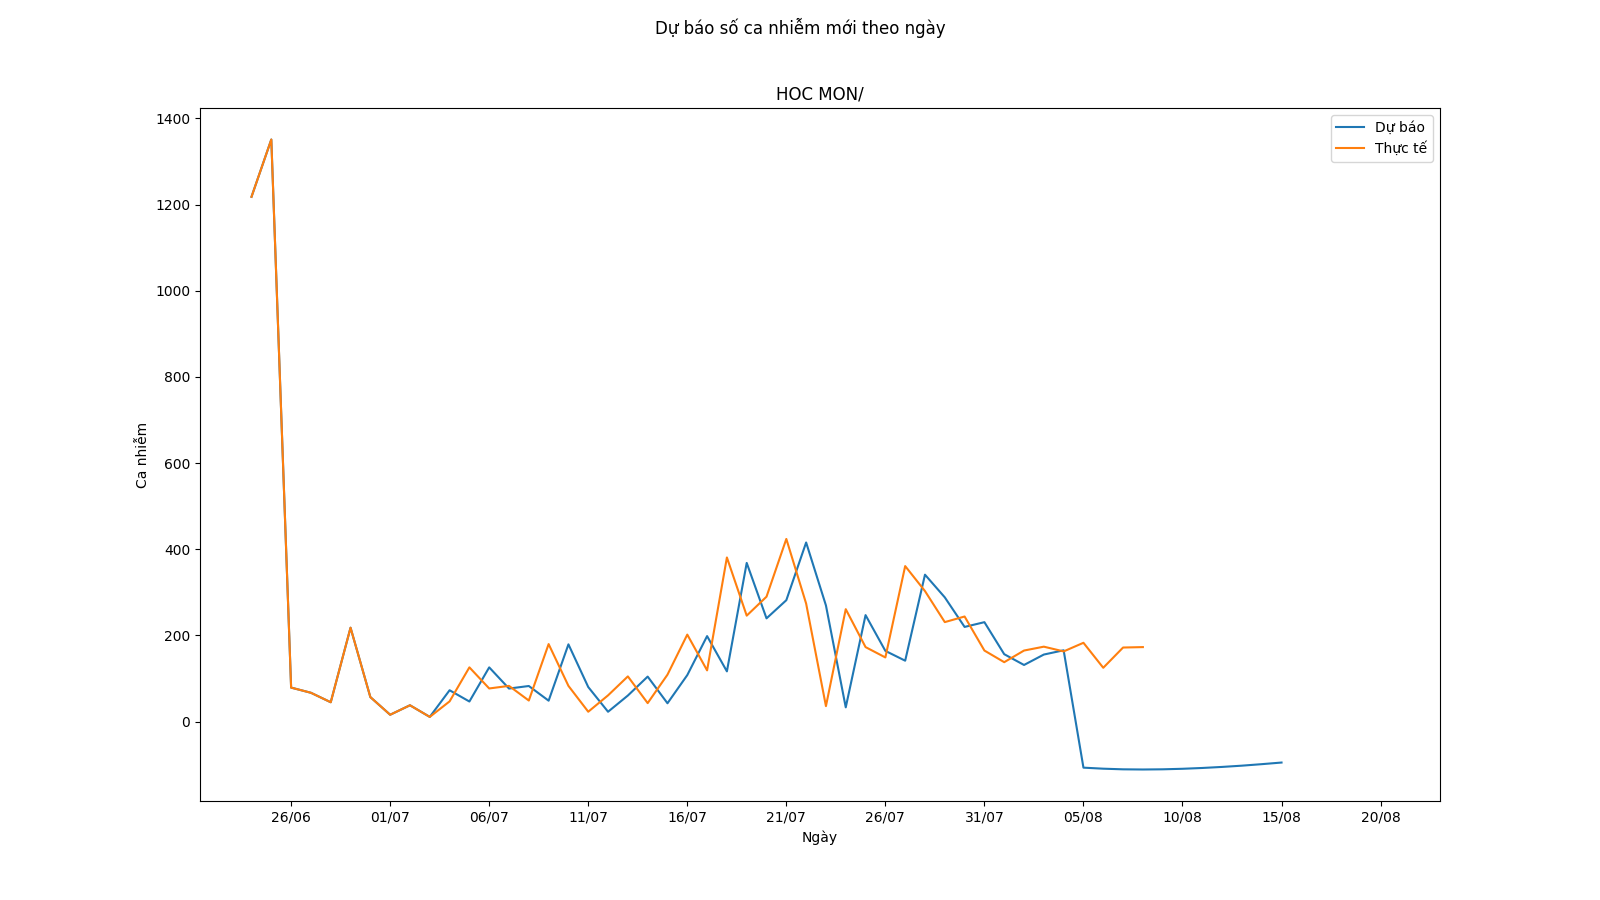 Dự báo số ca nhiễm mới theo ngày
HOC MON/
Dự báo
Thực tế
1400
1200
1000
800
600
400
200
0
Ca nhiễm
26/06 01/07 06/07 11/07 16/07 21/07 26/07 31/07 05/08 10/08 15/08 20/08
Ngày